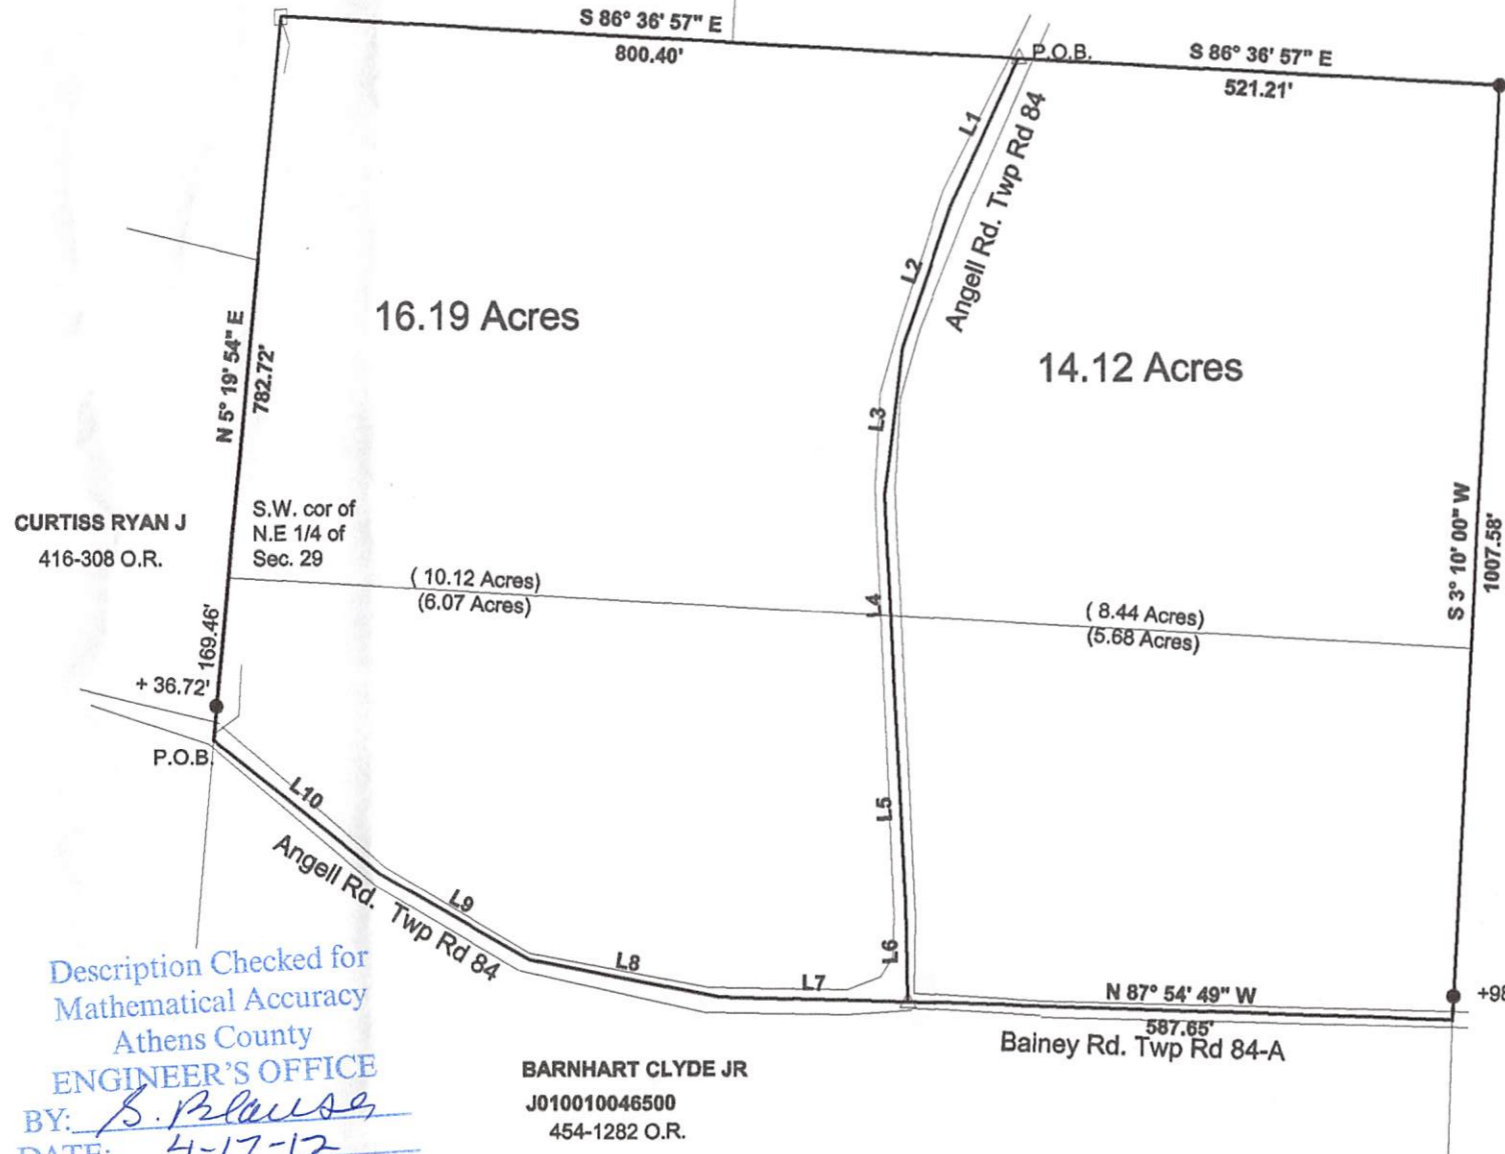 S 86° 36' 57" E
800.40'
P.O.B.
S 86° 36' 57" E
521.21'
L1
Angell Rd. Twp Rd 84
L2
16.19 Acres
14.12 Acres
N 5° 19' 54" E
782.72'
L3
CURTISS RYAN J
416-308 O.R.
S.W. cor of
N.E 1/4 of
Sec. 29
S 3° 10' 00" W
1007.58'
( 10.12 Acres)
(6.07 Acres)
L4
( 8.44 Acres)
(5.68 Acres)
169.46'
+ 36.72'
P.O.B.
L10
L5
Angell Rd. Twp Rd 84
L9
L8
L7
L6
N 87° 54' 49" W
587.65'
+98
Bainey Rd. Twp Rd 84-A
Description Checked for
Mathematical Accuracy
Athens County
ENGINEER'S OFFICE
BY: S.
DATE: 4-17-12
BARNHART CLYDE JR
J010010046500
454-1282 O.R.